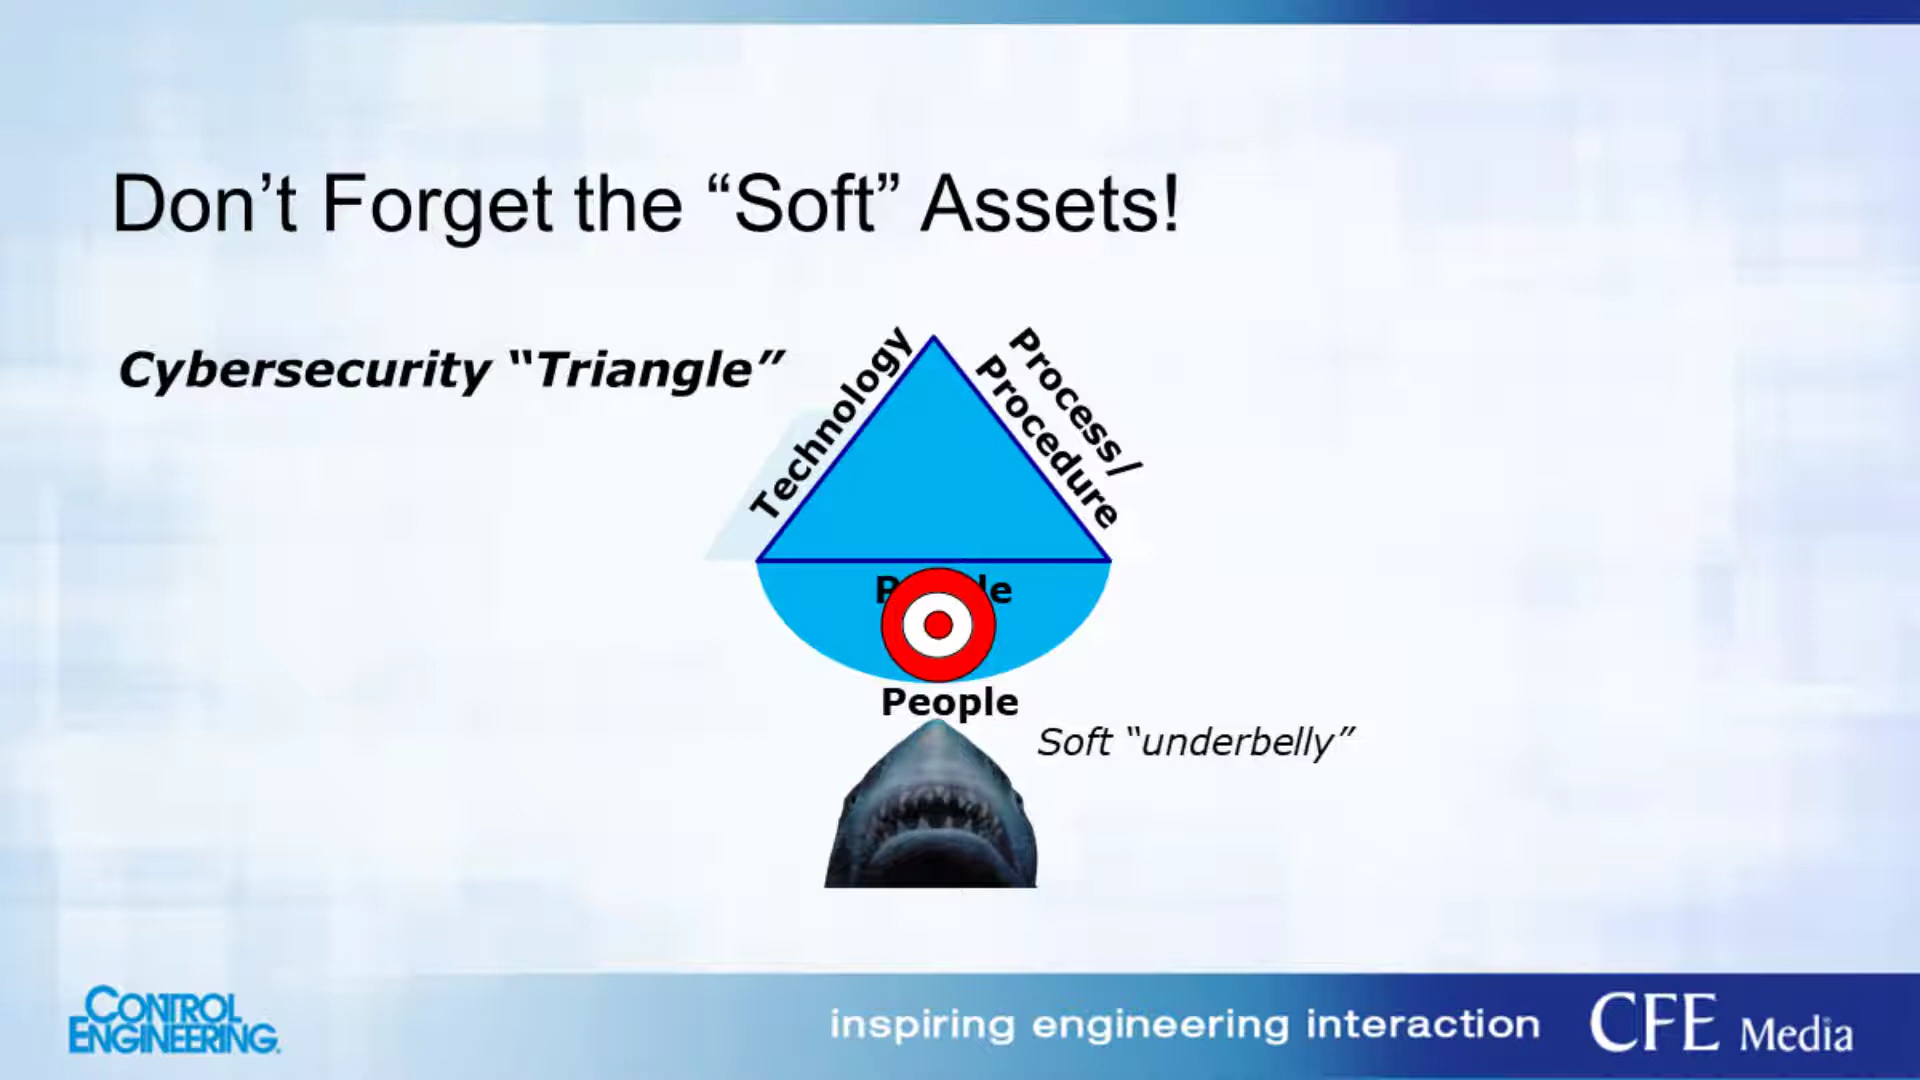 Don’t Forget the “Soft” Assets!
Cybersecurity “Triangle”
Technology
Process/
Procedure
People
Soft “underbelly”
CONTROL
ENGINEERING
inspiring engineering interaction
CFE Media